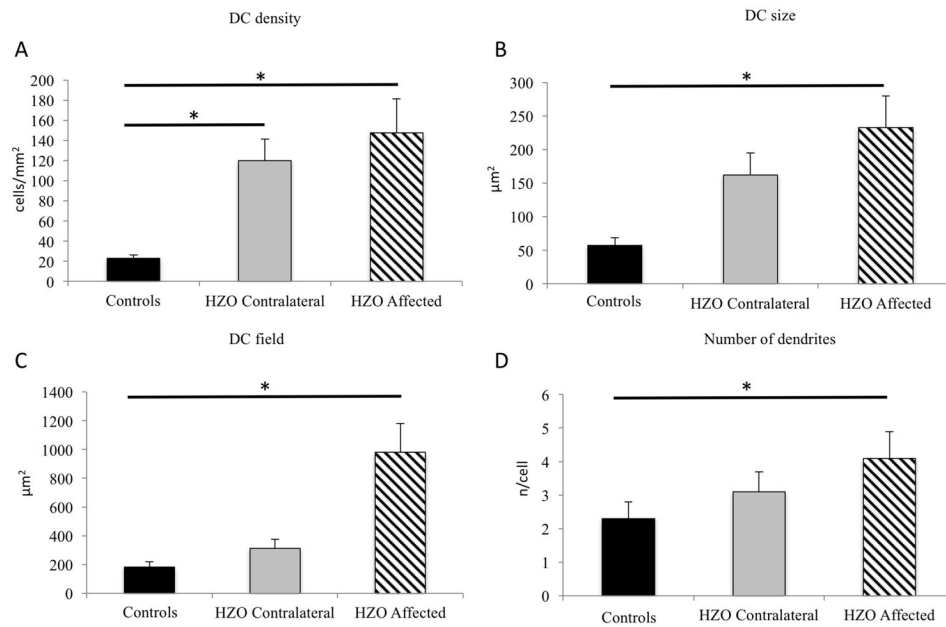 DC density
A
*
*
200
180
160
140
120
100
80
60
40
20
0
cells/mm²
Controls HZO Contralateral HZO Affected
DC size
B
*
300
250
200
150
100
50
0
µm²
Controls HZO Contralateral HZO Affected
DC field
C
*
1400
1200
1000
800
600
400
200
0
µm²
Controls HZO Contralateral HZO Affected
Number of dendrites
D
*
6
5
4
3
2
1
0
n/cell
Controls HZO Contralateral HZO Affected